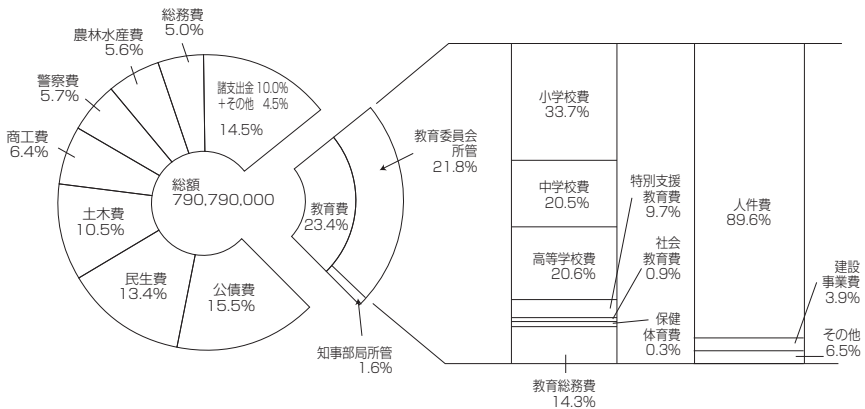 総務費
5.0%
農林水産費
5.6%
警察費
5.7%
商工費
6.4%
土木費
10.5%
民生費
13.4%
公債費
15.5%
諸支出金 10.0%
＋その他 4.5%
14.5%
総額
790,790,000
教育費
23.4%
教育委員会
所管
21.8%
知事部局所管
1.6%
小学校費
33.7%
中学校費
20.5%
高等学校費
20.6%
特別支援
教育費
9.7%
社会
教育費
0.9%
保健
体育費
0.3%
教育総務費
14.3%
人件費
89.6%
建設
事業費
3.9%
その他
6.5%